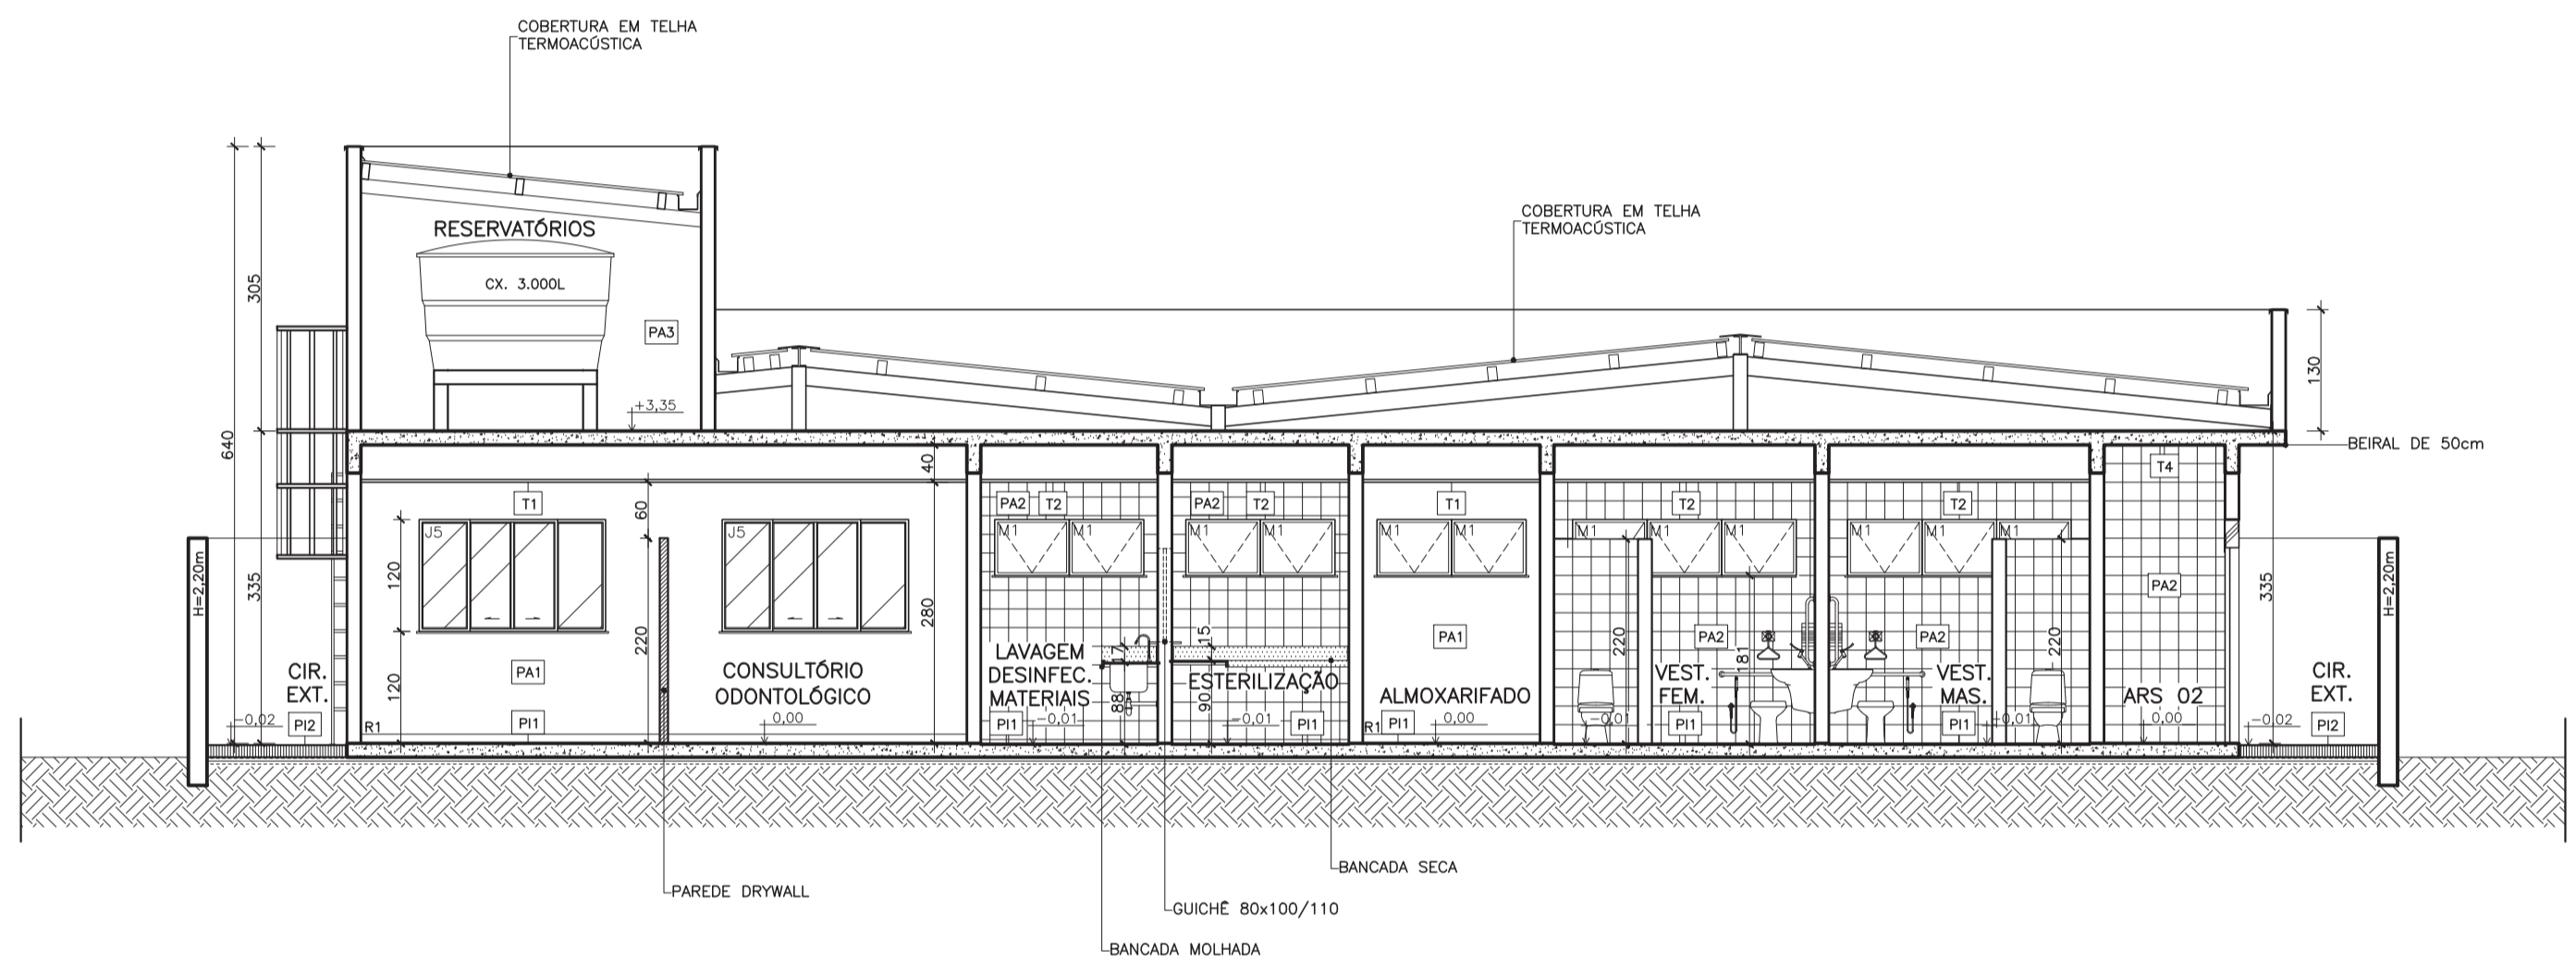 COBERTURA EM TELHA
TERMOACÚSTICA
COBERTURA EM TELHA
TERMOACÚSTICA
RESERVATÓRIOS
CX. 3.000L
PA3
+3,35
305
640
335
130
BEIRAL DE 50cm
40
60
T1
J5
J5
120
120
220
280
PA1
PI1
R1
CONSULTÓRIO
ODONTOLÓGICO
0,00
H=2,20m
CIR.
EXT.
-0,02
PI2
PA2
T2
M1
M1
LAVAGEM
DESINFEC.
MATERIAIS
PI1
-0,01
17
88
PA2
T2
M1
M1
15
90
ESTERILIZAÇÃO
-0,01
PI1
T1
M1
M1
PA1
ALMOXARIFADO
R1
PI1
0,00
T2
M1
M1
M1
220
PA2
181
VEST.
FEM.
-0,01
PI1
T2
M1
M1
M1
PA2
220
VEST.
MAS.
PI1
-0,01
T4
PA2
ARS 02
0,00
335
CIR.
EXT.
-0,02
PI2
H=2,20m
PAREDE DRYWALL
BANCADA SECA
GUICHÊ 80x100/110
BANCADA MOLHADA